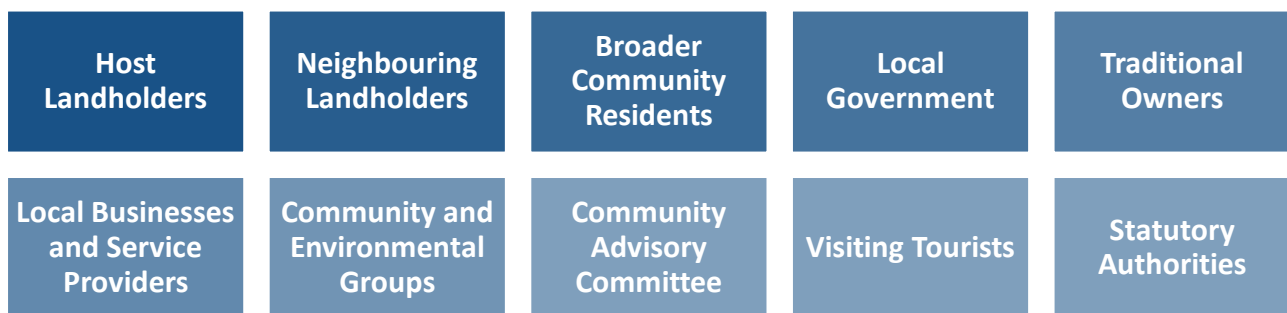 Host
Landholders
Neighbouring
Landholders
Broader
Community
Residents
Local
Government
Traditional
Owners
Local Businesses
and Service
Providers
Community and
Environmental
Groups
Community
Advisory
Committee
Visiting Tourists
Statutory
Authorities